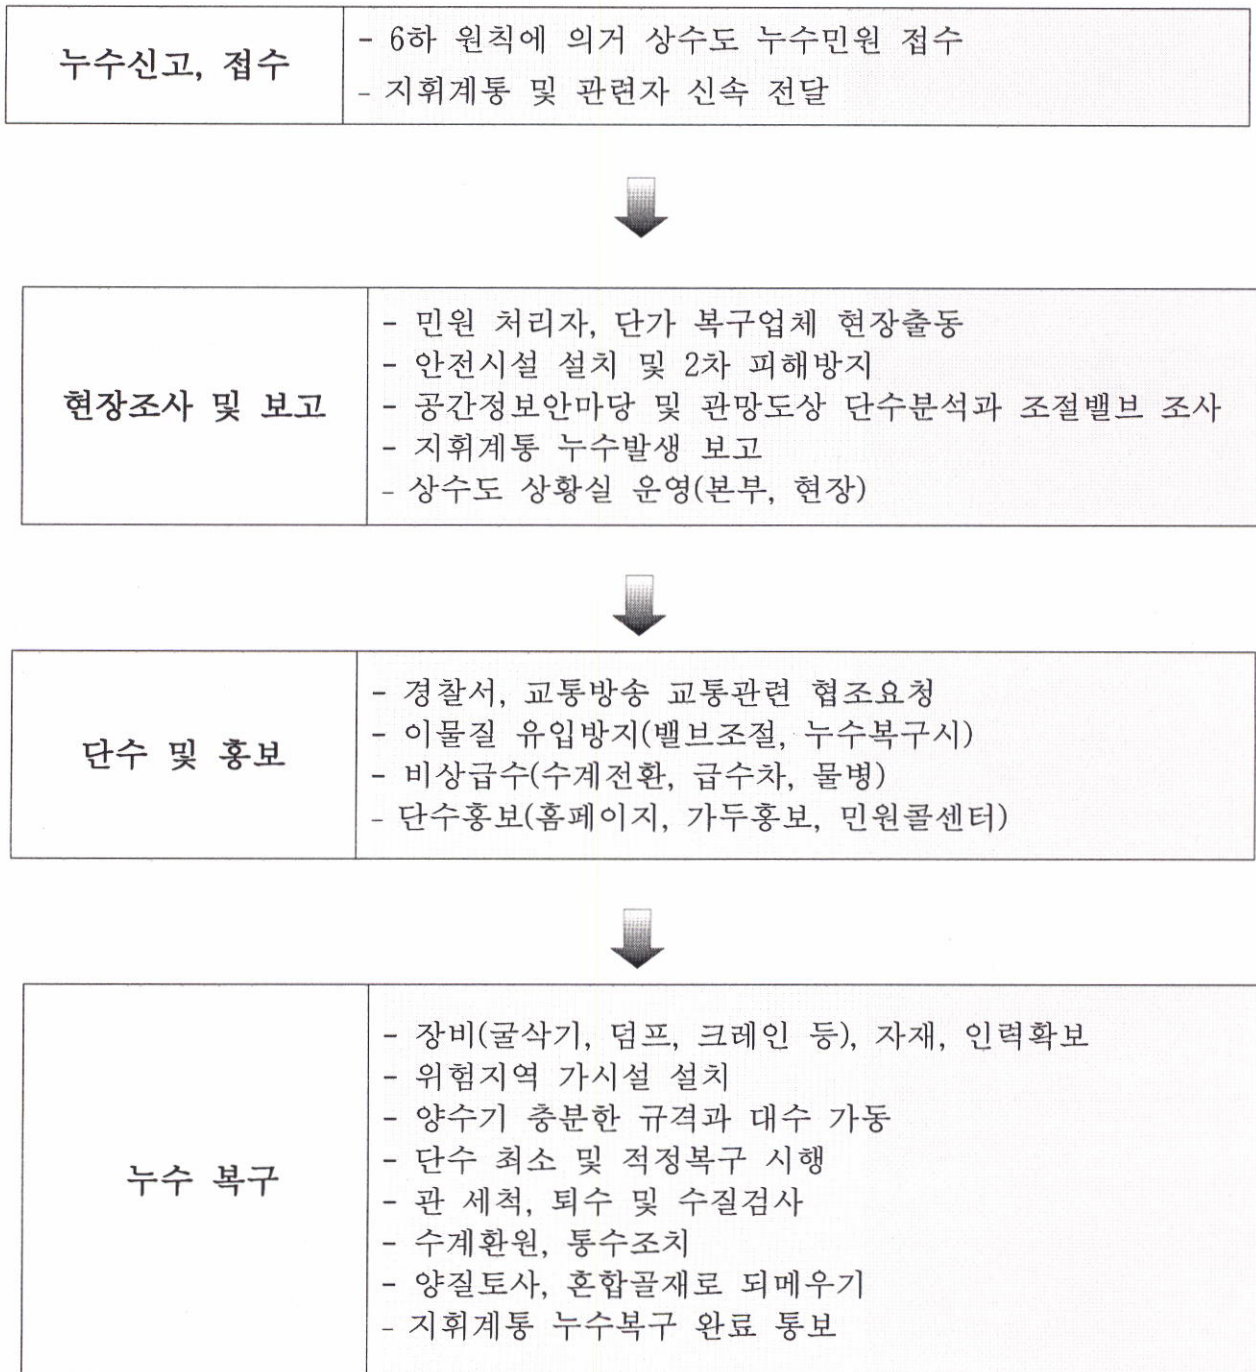 누수신고, 접수
- 6하 원칙에 의거 상수도 누수민원 접수
- 지휘계통 및 관련자 신속 전달
현장조사 및 보고
- 민원 처리자, 단가 복구업체 현장출동
- 안전시설 설치 및 2차 피해방지
- 공간정보안마당 및 관망도상 단수분석과 조절밸브 조사
- 지휘계통 누수발생 보고
- 상수도 상황실 운영(본부, 현장)
단수 및 홍보
- 경찰서, 교통방송 교통관련 협조요청
- 이물질 유입방지(밸브조절, 누수복구시)
- 비상급수(수계전환, 급수차, 물병)
- 단수홍보(홈페이지, 가두홍보, 민원콜센터)
누수 복구
- 장비(굴삭기, 덤프, 크레인 등), 자재, 인력확보
- 위험지역 가시설 설치
- 양수기 충분한 규격과 대수 가동
- 단수 최소 및 적정복구 시행
- 관 세척, 퇴수 및 수질검사
- 수계환원, 통수조치
- 양질토사, 혼합골재로 되메우기
- 지휘계통 누수복구 완료 통보